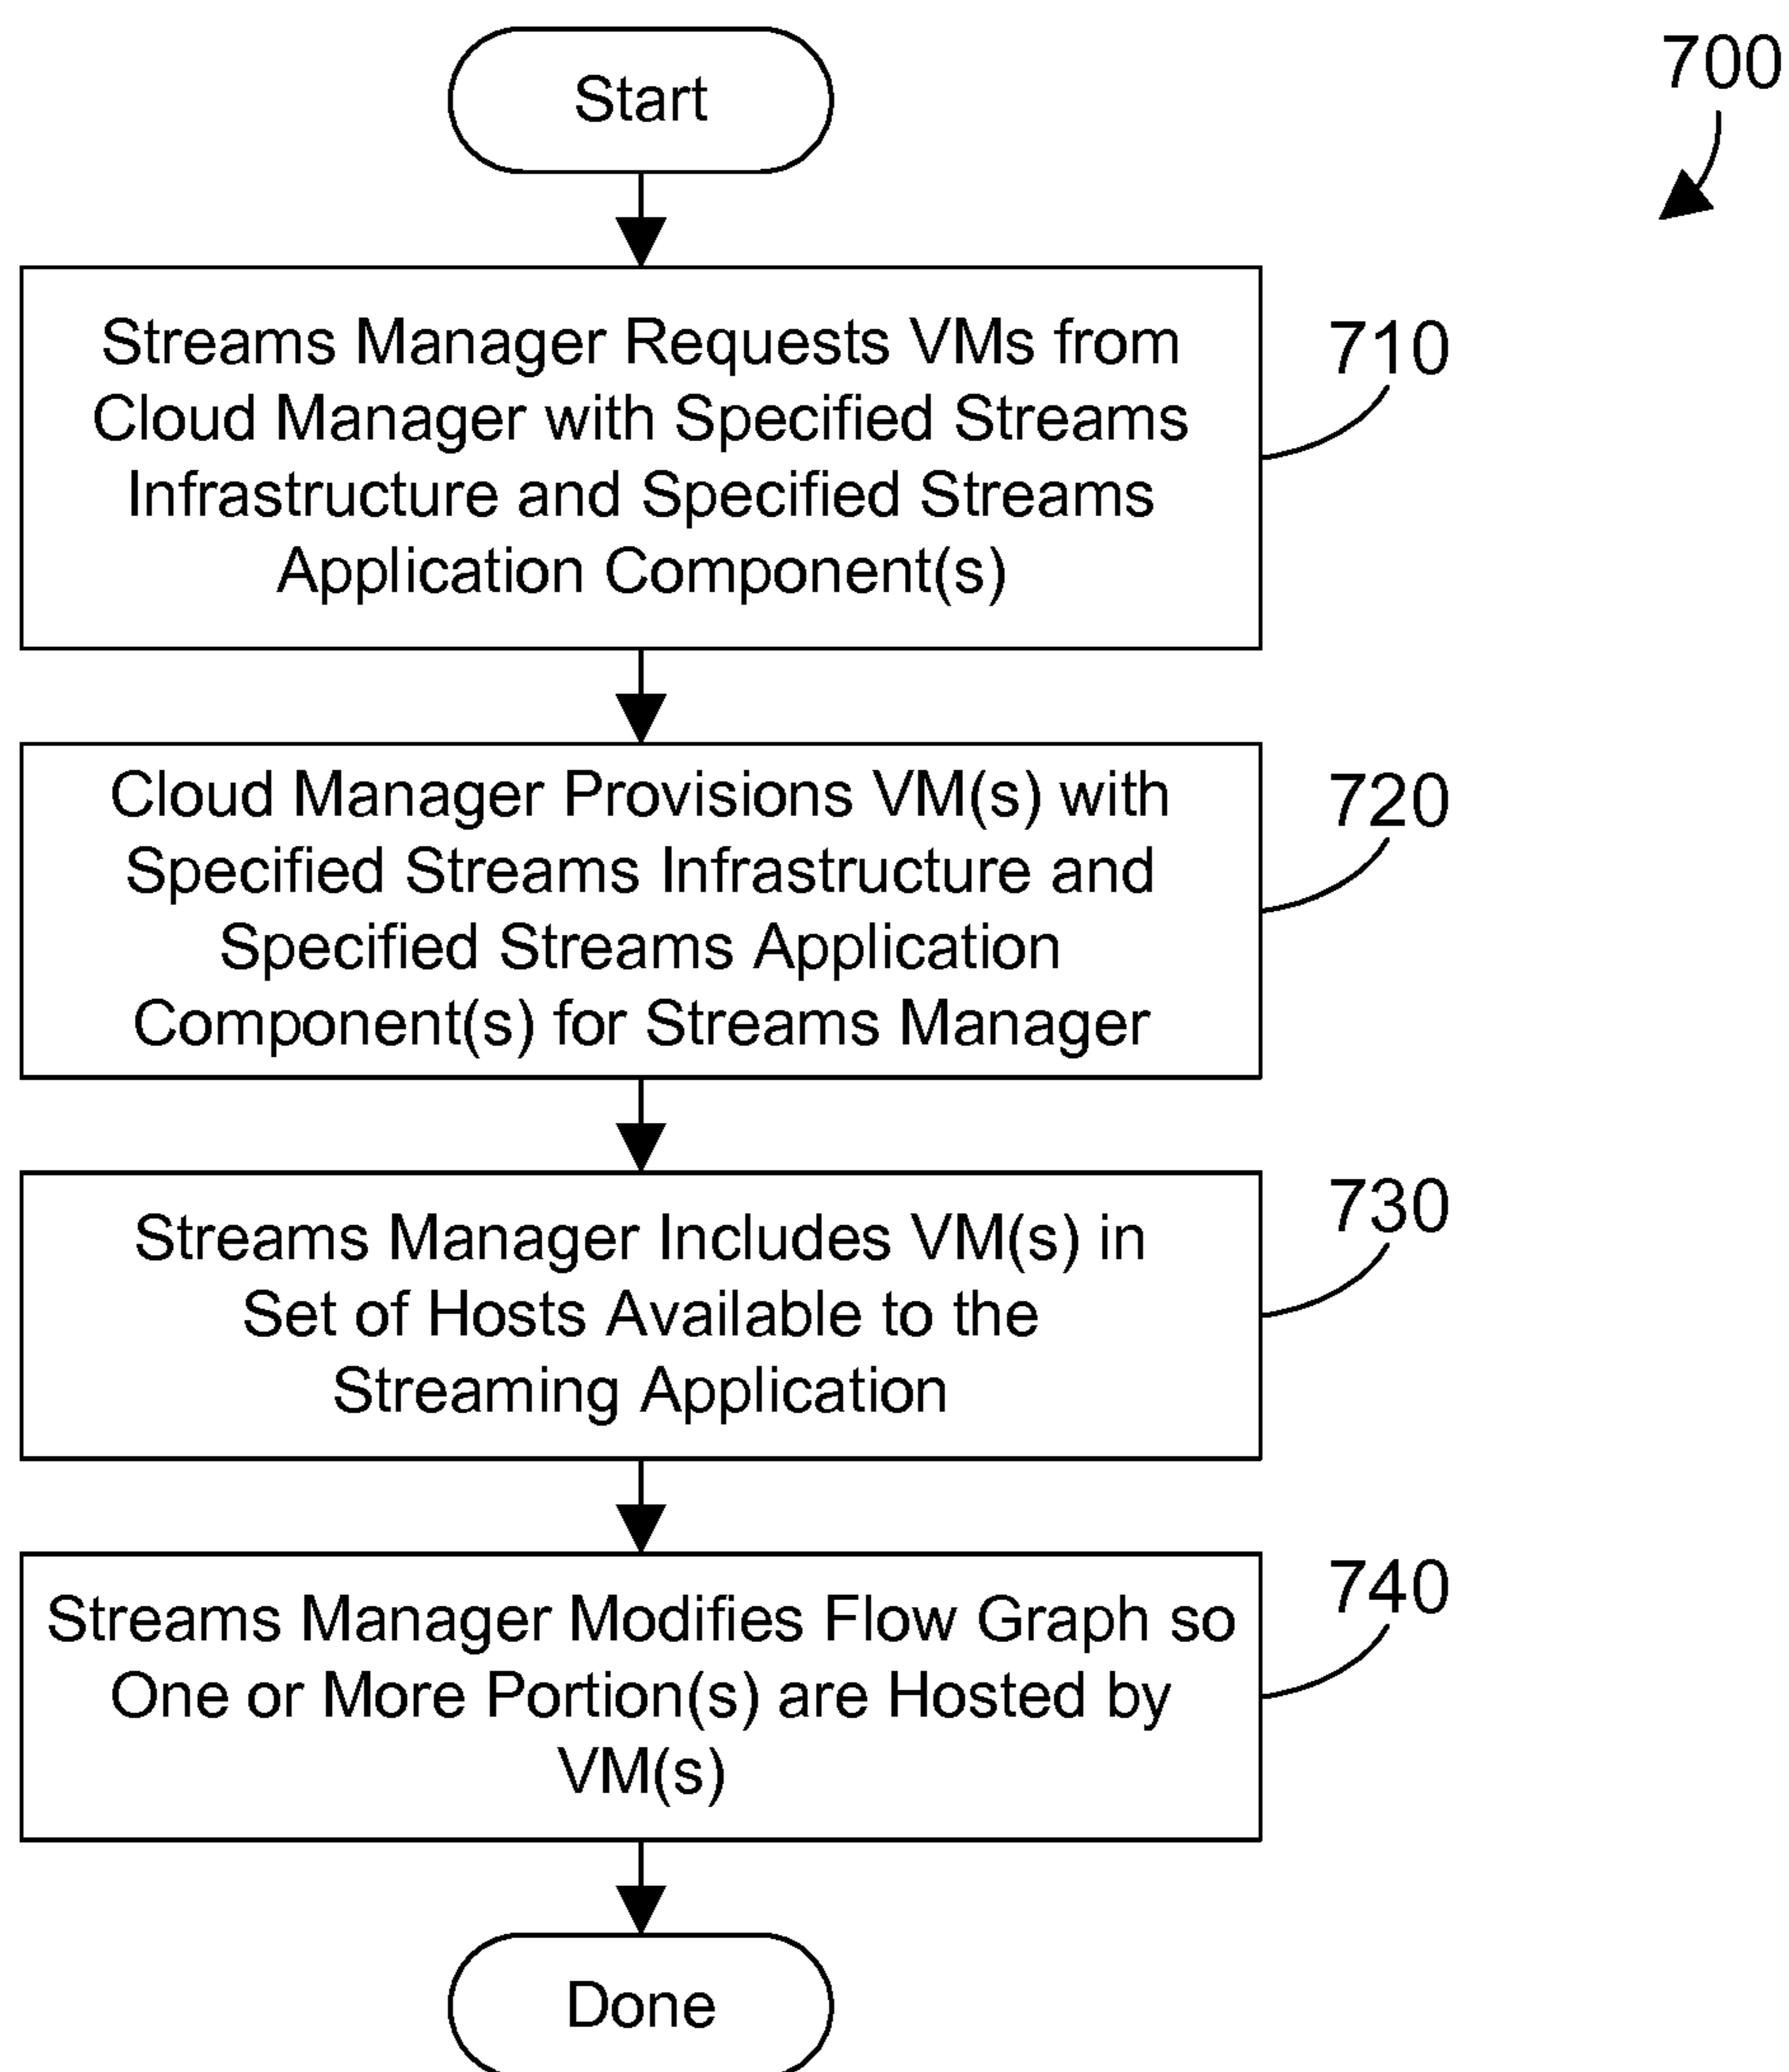 Start
700
Streams Manager Requests VMs from
Cloud Manager with Specified Streams
Infrastructure and Specified Streams
Application Component(s)
710
Cloud Manager Provisions VM(s) with
Specified Streams Infrastructure and
Specified Streams Application
Component(s) for Streams Manager
720
Streams Manager Includes VM(s) in
Set of Hosts Available to the
Streaming Application
730
Streams Manager Modifies Flow Graph so
One or More Portion(s) are Hosted by
VM(s)
740
Done